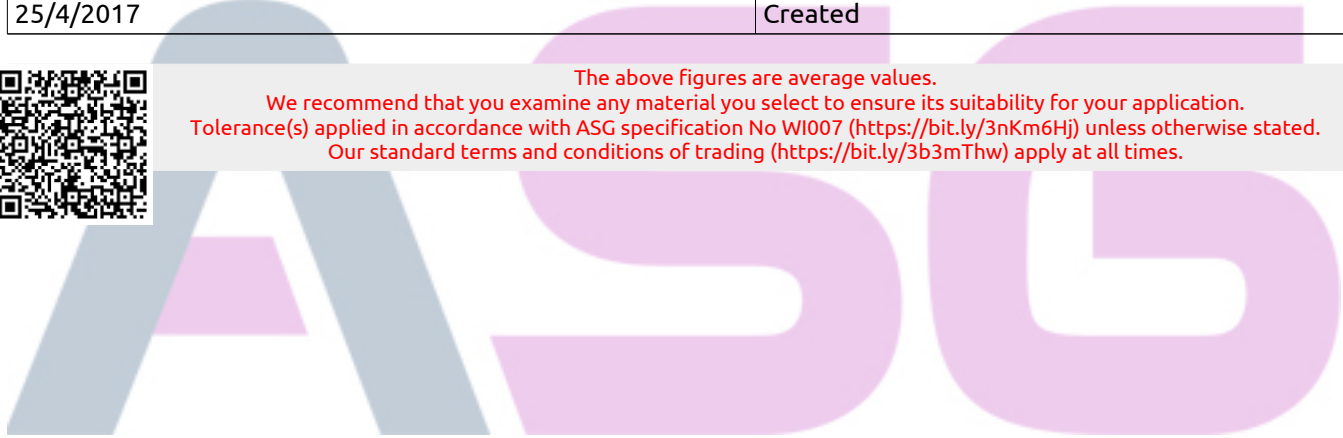 25/4/2017 Created
The above figures are average values.
We recommend that you examine any material you select to ensure its suitability for your application.
Tolerance(s) applied in accordance with ASG specification No WI007 (https://bit.ly/3nKm6Hj) unless otherwise stated.
Our standard terms and conditions of trading (https://bit.ly/3b3mThw) apply at all times.
ASG